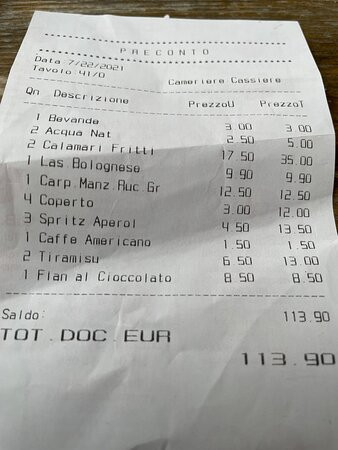 PRECONTO
Data 7/22/2021
Tavolo 41/0 Cameriere Cassiere
Qn Descrizione PrezzoU PrezzoT
1 Bevande 3.00 3.00
2 Acqua Nat 2.50 5.00
2 Calamari Fritti 17.50 35.00
1 Las Bolognese 9.90 9.90
1 Carp.Manz.Ruc.Gr 12.50 12.50
4 Coperto 3.00 12.00
3 Spritz Aperol 4.50 13.50
1 Caffe Americano 1.50 1.50
2 Tiramisu 6.50 13.00
1 Flan al Cioccolato 8.50 8.50
Saldo: 113.90
TOT.DOC.EUR
113.90